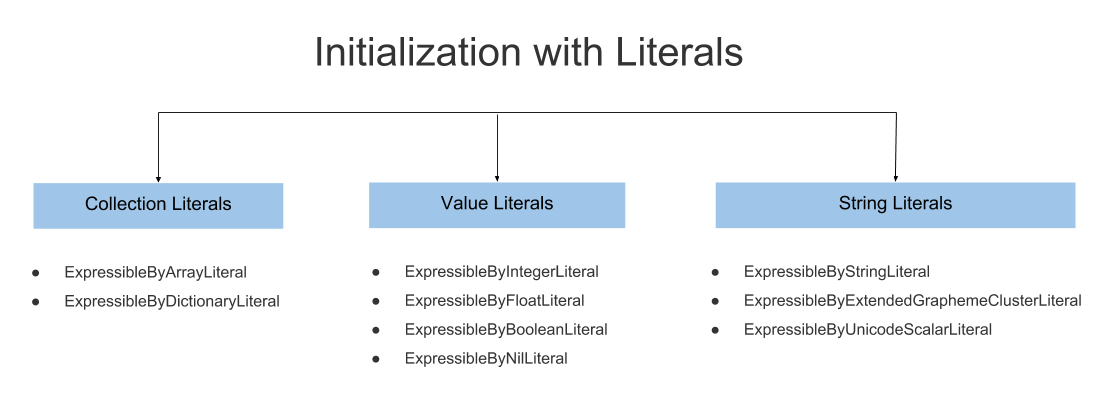 Initialization with Literals
Collection Literals
● ExpressibleByArrayLiteral
● ExpressibleByDictionaryLiteral
Value Literals
● ExpressibleByIntegerLiteral
● ExpressibleByFloatLiteral
● ExpressibleByBooleanLiteral
● ExpressibleByNilLiteral
String Literals
● ExpressibleByStringLiteral
● ExpressibleByExtendedGraphemeClusterLiteral
● ExpressibleByUnicodeScalarLiteral